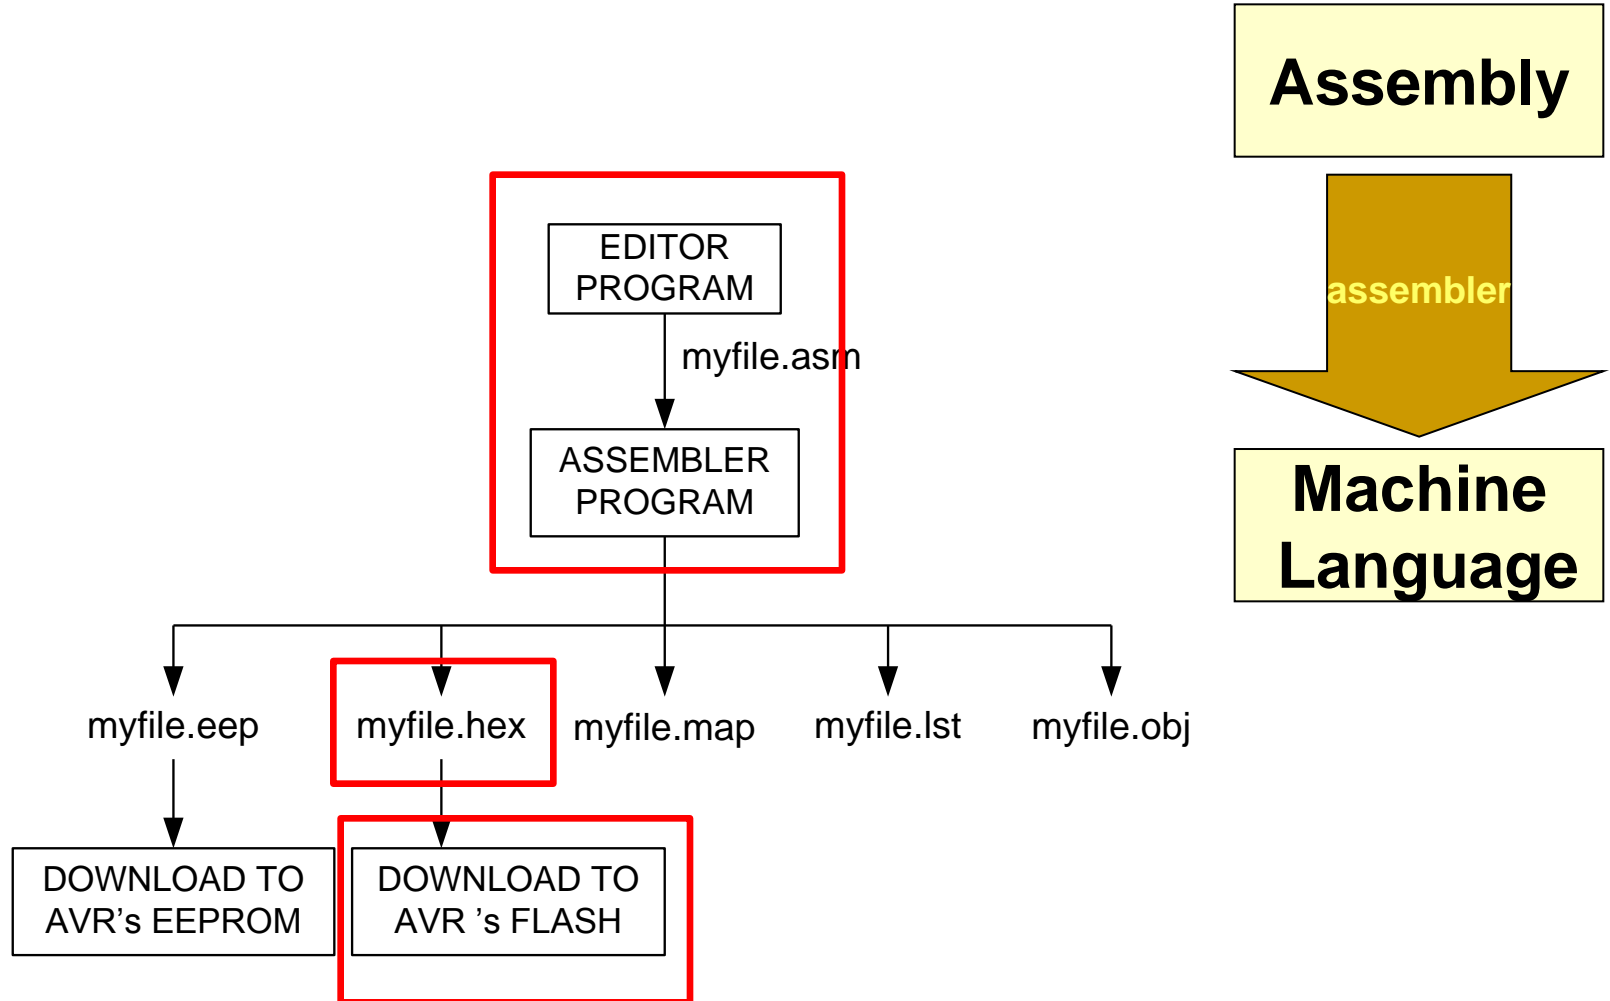 Assembly
assembler
Machine
Language
EDITOR
PROGRAM
myfile.asm
ASSEMBLER
PROGRAM
myfile.eep
myfile.hex
myfile.map
myfile.lst
myfile.obj
DOWNLOAD TO
AVR's EEPROM
DOWNLOAD TO
AVR 's FLASH